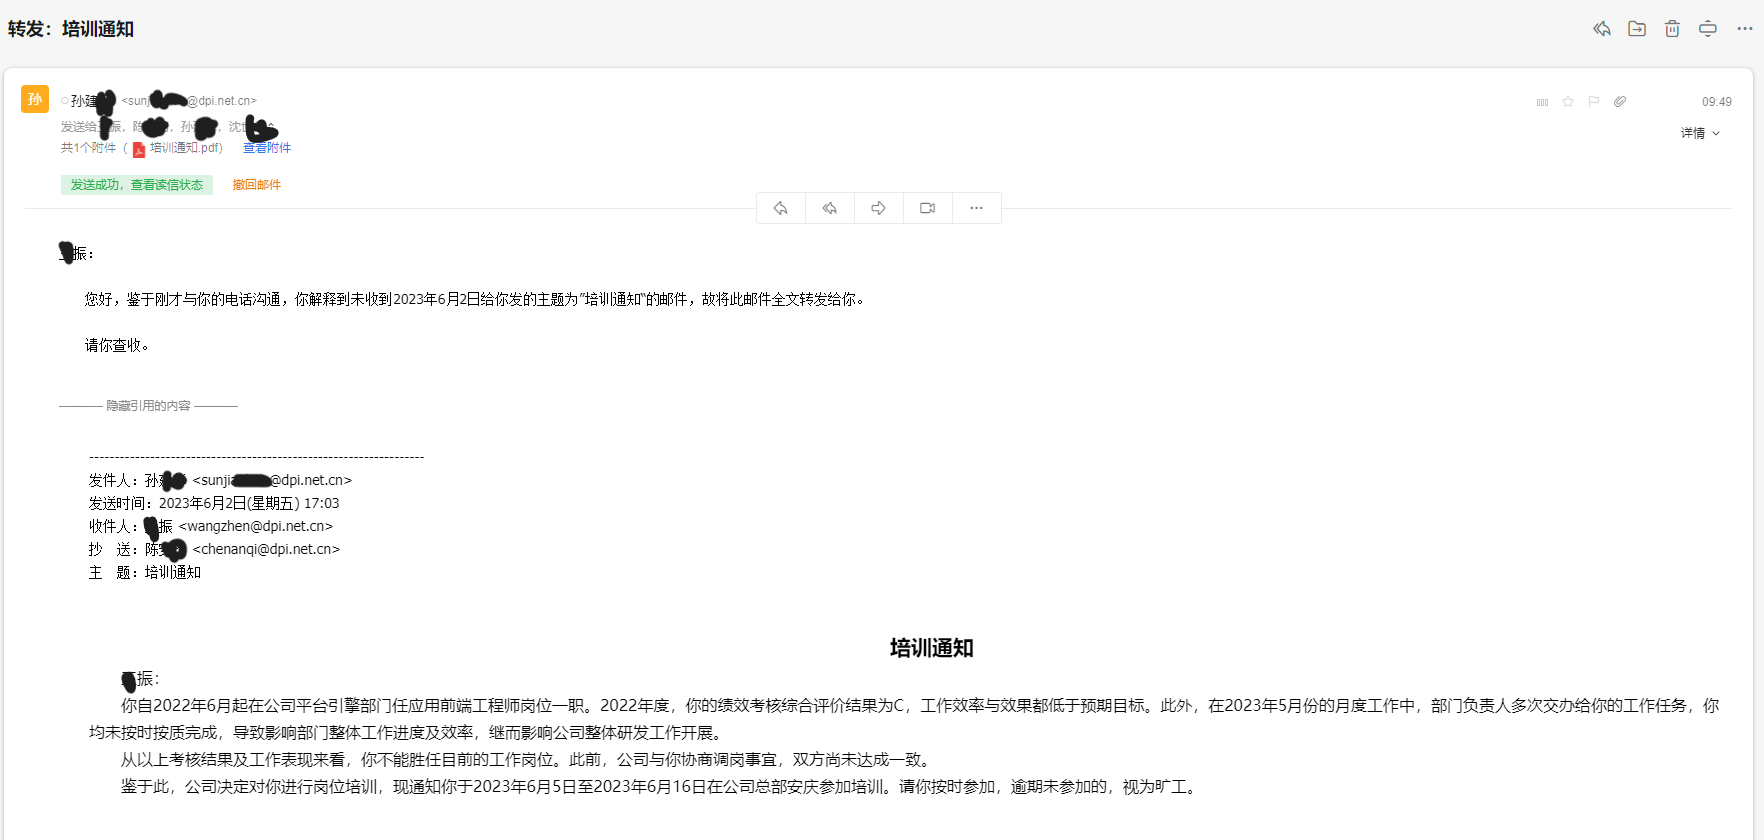 转发：培训通知
孙
孙建 <sunj @dpi.net.cn>
09:49
发送给 振，陈 ，孙 ，沈
详情
共1个附件（ 培训通知.pdf） 查看附件
发送成功，查看读信状态 撤回邮件
振：
您好，鉴于刚才与你的电话沟通，你解释到未收到2023年6月2日给你发的主题为"培训通知"的邮件，故将此邮件全文转发给你。
请你查收。
隐藏引用的内容
------------------------------------------------------------------
发件人：孙 <sunji @dpi.net.cn>
发送时间：2023年6月2日(星期五) 17:03
收件人： 振 <wangzhen@dpi.net.cn>
抄 送：陈 <chenanqi@dpi.net.cn>
主 题：培训通知
培训通知
振：
你自2022年6月起在公司平台引擎部门任应用前端工程师岗位一职。2022年度，你的绩效考核综合评价结果为C，工作效率与效果都低于预期目标。此外，在2023年5月份的月度工作中，部门负责人多次交办给你的工作任务，你
均未按时按质完成，导致影响部门整体工作进度及效率，继而影响公司整体研发工作开展。
从以上考核结果及工作表现来看，你不能胜任目前的工作岗位。此前，公司与你协商调岗事宜，双方尚未达成一致。
鉴于此，公司决定对你进行岗位培训，现通知你于2023年6月5日至2023年6月16日在公司总部安庆参加培训。请你按时参加，逾期未参加的，视为旷工。